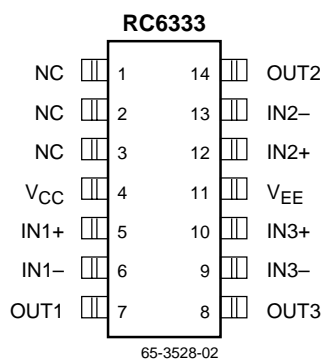 RC6333
NC 1 14 OUT2
NC 2 13 IN2–
NC 3 12 IN2+
VCC 4 11 VEE
IN1+ 5 10 IN3+
IN1– 6 9 IN3–
OUT1 7 8 OUT3
65-3528-02